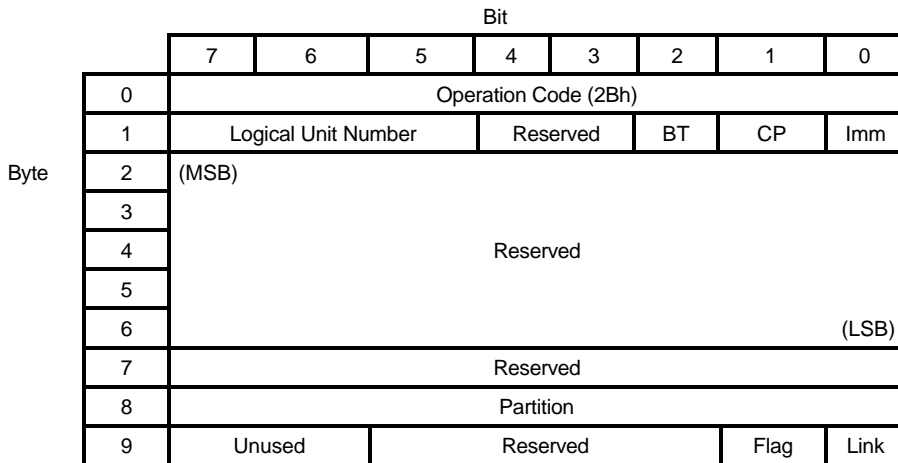 Bit
7 6 5 4 3 2 1 0
0 Operation Code (2Bh)
1 Logical Unit Number Reserved BT CP Imm
Byte 2 (MSB)
3
4 Reserved
5
6 (LSB)
7 Reserved
8 Partition
9 Unused Reserved Flag Link